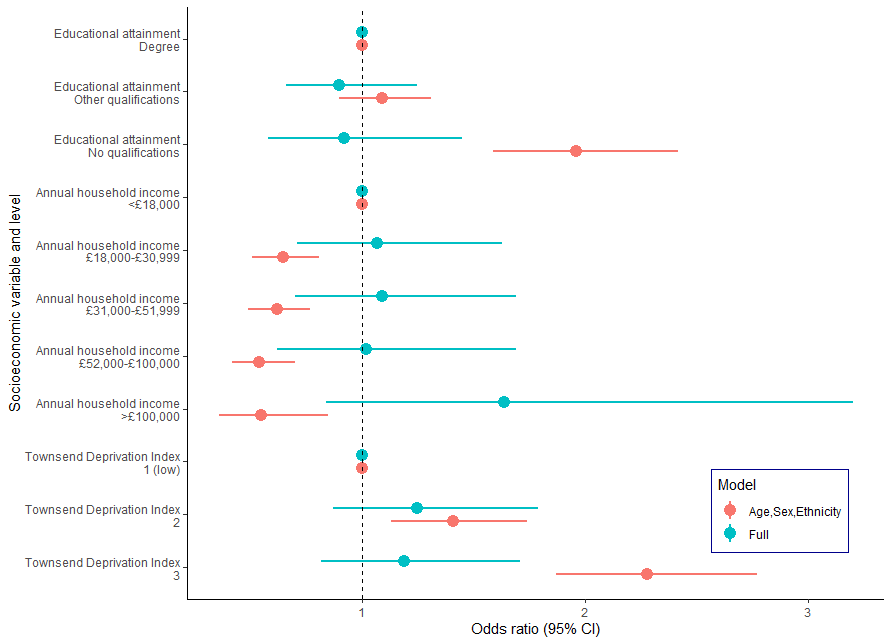 Socioeconomic variable and level
Educational attainment
Degree
Educational attainment
Other qualifications
Educational attainment
No qualifications
Annual household income
<£18,000
Annual household income
£18,000-£30,999
Annual household income
£31,000-£51,999
Annual household income
£52,000-£100,000
Annual household income
>£100,000
Townsend Deprivation Index
1 (low)
Townsend Deprivation Index
2
Townsend Deprivation Index
3
Model
Age,Sex,Ethnicity
Full
1
2
3
Odds ratio (95% CI)